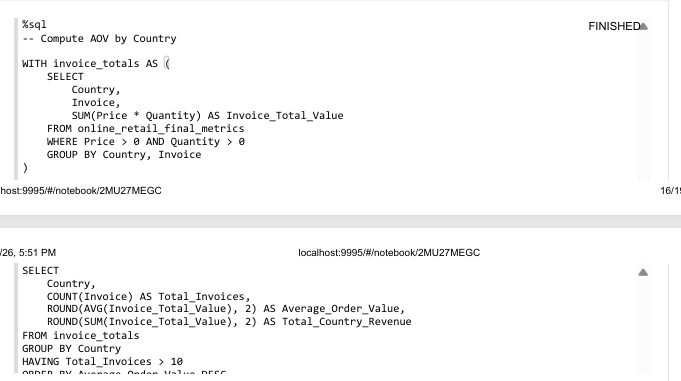 %sql
FINISHED
-- Compute AOV by Country
WITH invoice_totals AS (
    SELECT
        Country,
        Invoice,
        SUM(Price * Quantity) AS Invoice_Total_Value
    FROM online_retail_final_metrics
    WHERE Price > 0 AND Quantity > 0
    GROUP BY Country, Invoice
)
host:9995/#/notebook/2MU27MEGC
16/19
/26, 5:51 PM
localhost:9995/#/notebook/2MU27MEGC
SELECT
    Country,
    COUNT(Invoice) AS Total_Invoices,
    ROUND(AVG(Invoice_Total_Value), 2) AS Average_Order_Value,
    ROUND(SUM(Invoice_Total_Value), 2) AS Total_Country_Revenue
FROM invoice_totals
GROUP BY Country
HAVING Total_Invoices > 10
ORDER BY Average_Order_Value DESC